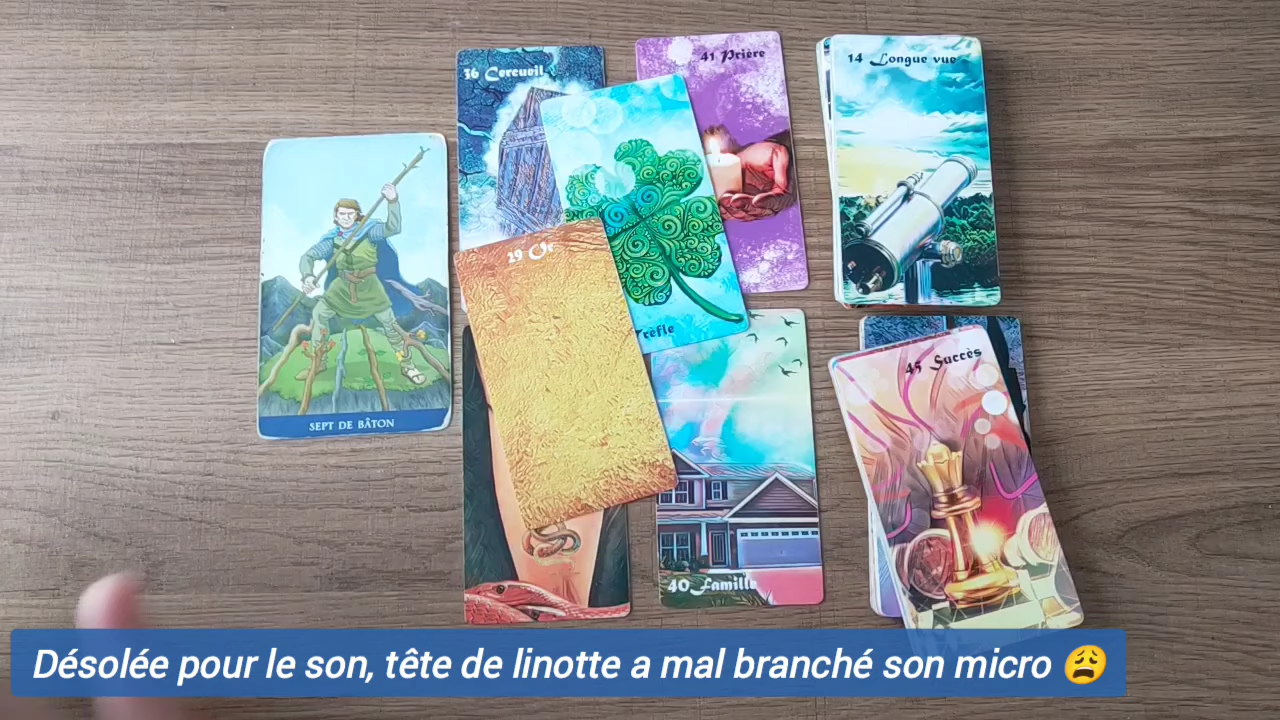 36 Cercueil
41 Prière
14 Longue vue
29 Or
Trèfle
45 Succès
SEPT DE BÂTON
40 Famille
Désolée pour le son, tête de linotte a mal branché son micro 😩